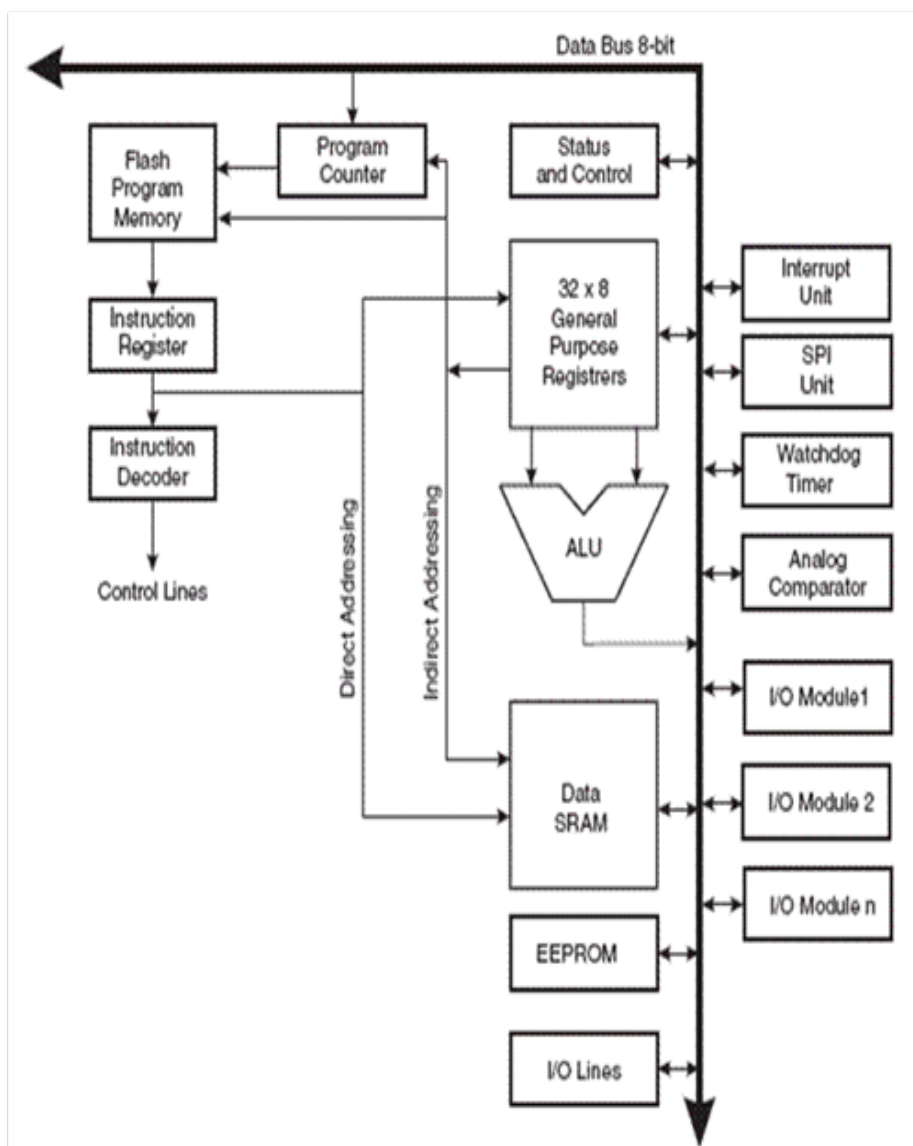 Data Bus 8-bit
Flash
Program
Memory
Program
Counter
Status
and Control
Instruction
Register
Instruction
Decoder
Control Lines
Direct Addressing
Indirect Addressing
32 x 8
General
Purpose
Registrers
ALU
Data
SRAM
EEPROM
I/O Lines
Interrupt
Unit
SPI
Unit
Watchdog
Timer
Analog
Comparator
I/O Module1
I/O Module 2
I/O Module n